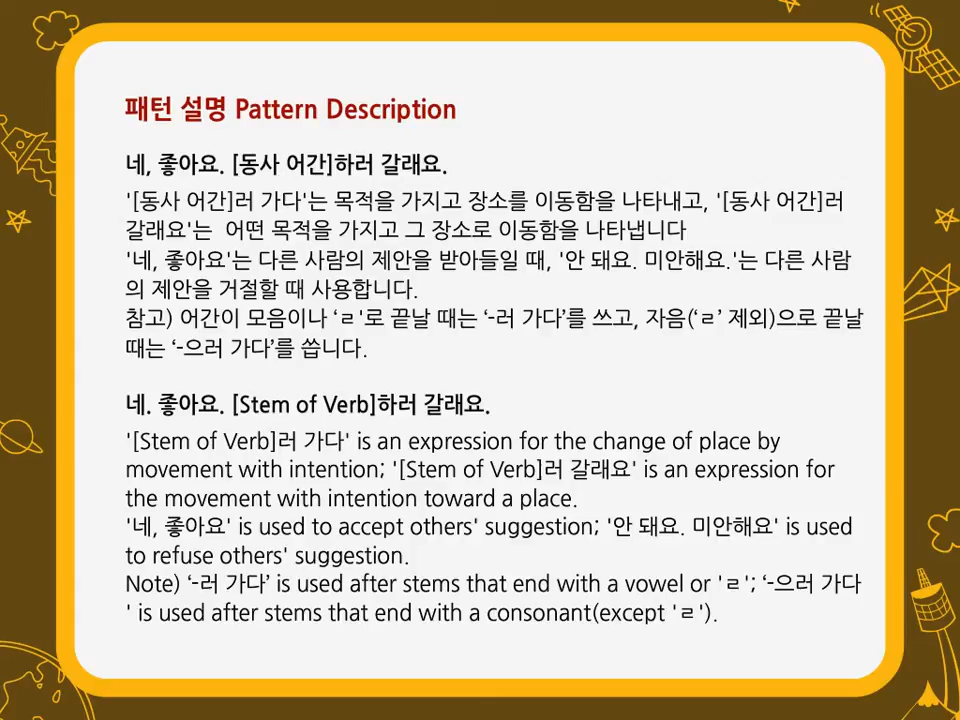 패턴 설명 Pattern Description
네, 좋아요. [동사 어간]하러 갈래요.
'[동사 어간]러 가다'는 목적을 가지고 장소를 이동함을 나타내고, '[동사 어간]러
갈래요'는 어떤 목적을 가지고 그 장소로 이동함을 나타냅니다
'네, 좋아요'는 다른 사람의 제안을 받아들일 때, '안 돼요. 미안해요.'는 다른 사람
의 제안을 거절할 때 사용합니다.
참고) 어간이 모음이나 ‘ㄹ'로 끝날 때는 ‘-러 가다’를 쓰고, 자음(‘ㄹ’ 제외)으로 끝날
때는 ‘-으러 가다’를 씁니다.
네. 좋아요. [Stem of Verb]하러 갈래요.
'[Stem of Verb]러 가다' is an expression for the change of place by
movement with intention; '[Stem of Verb]러 갈래요' is an expression for
the movement with intention toward a place.
'네, 좋아요' is used to accept others' suggestion; '안 돼요. 미안해요' is used
to refuse others' suggestion.
Note) ‘-러 가다’ is used after stems that end with a vowel or 'ㄹ'; ‘-으러 가다
' is used after stems that end with a consonant(except 'ㄹ').